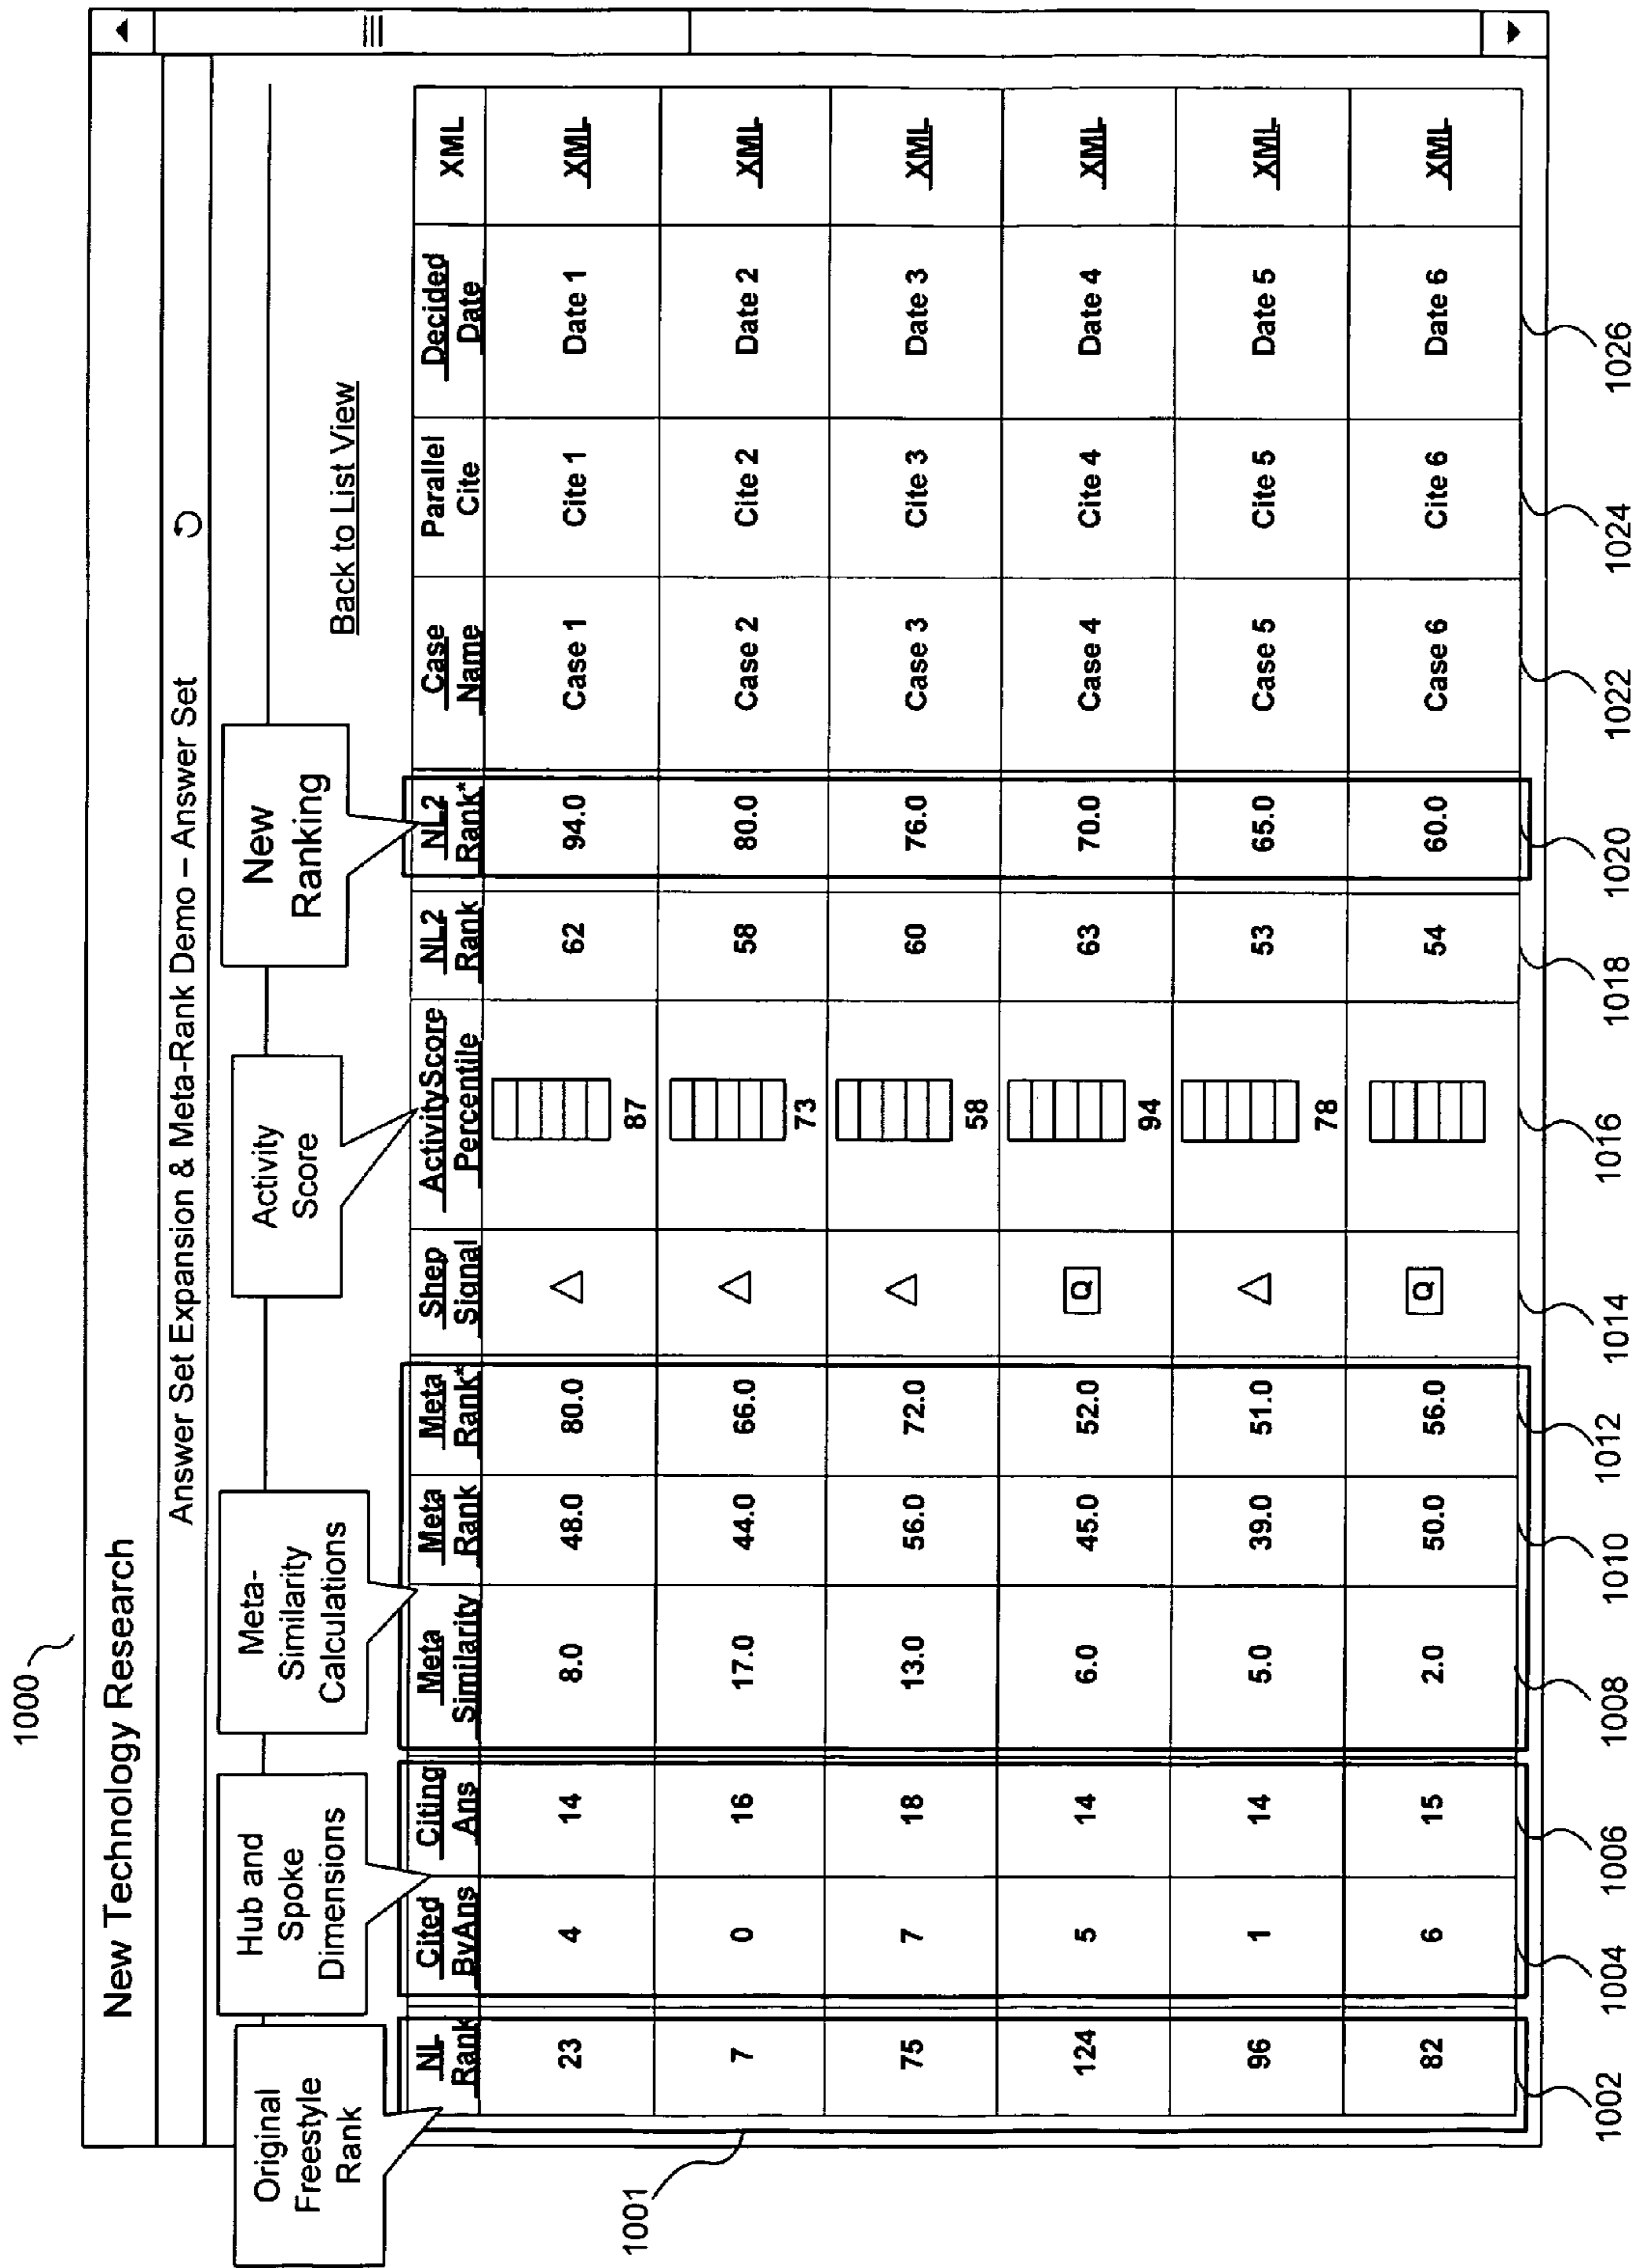 1000
New Technology Research
Answer Set Expansion & Meta-Rank Demo – Answer Set
Original
Freestyle
Rank
Hub and
Spoke
Dimensions
Meta-
Similarity
Calculations
Activity
Score
New
Ranking
Back to List View
1001
NL Rank Cited ByAns Citing Ans Meta Similarity Meta Rank Meta Rank* Shep Signal ActivityScore Percentile NL2 Rank NL2 Rank* Case Name Parallel Cite Decided Date XML
23 4 14 8.0 48.0 80.0 87 62 94.0 Case 1 Cite 1 Date 1 XML
7 0 16 17.0 44.0 66.0 73 58 80.0 Case 2 Cite 2 Date 2 XML
75 7 18 13.0 56.0 72.0 58 60 76.0 Case 3 Cite 3 Date 3 XML
124 5 14 6.0 45.0 52.0 Q 94 63 70.0 Case 4 Cite 4 Date 4 XML
96 1 14 5.0 39.0 51.0 78 53 65.0 Case 5 Cite 5 Date 5 XML
82 6 15 2.0 50.0 56.0 Q 54 60.0 Case 6 Cite 6 Date 6 XML
1002 1004 1006 1008 1010 1012 1014 1016 1018 1020 1022 1024 1026